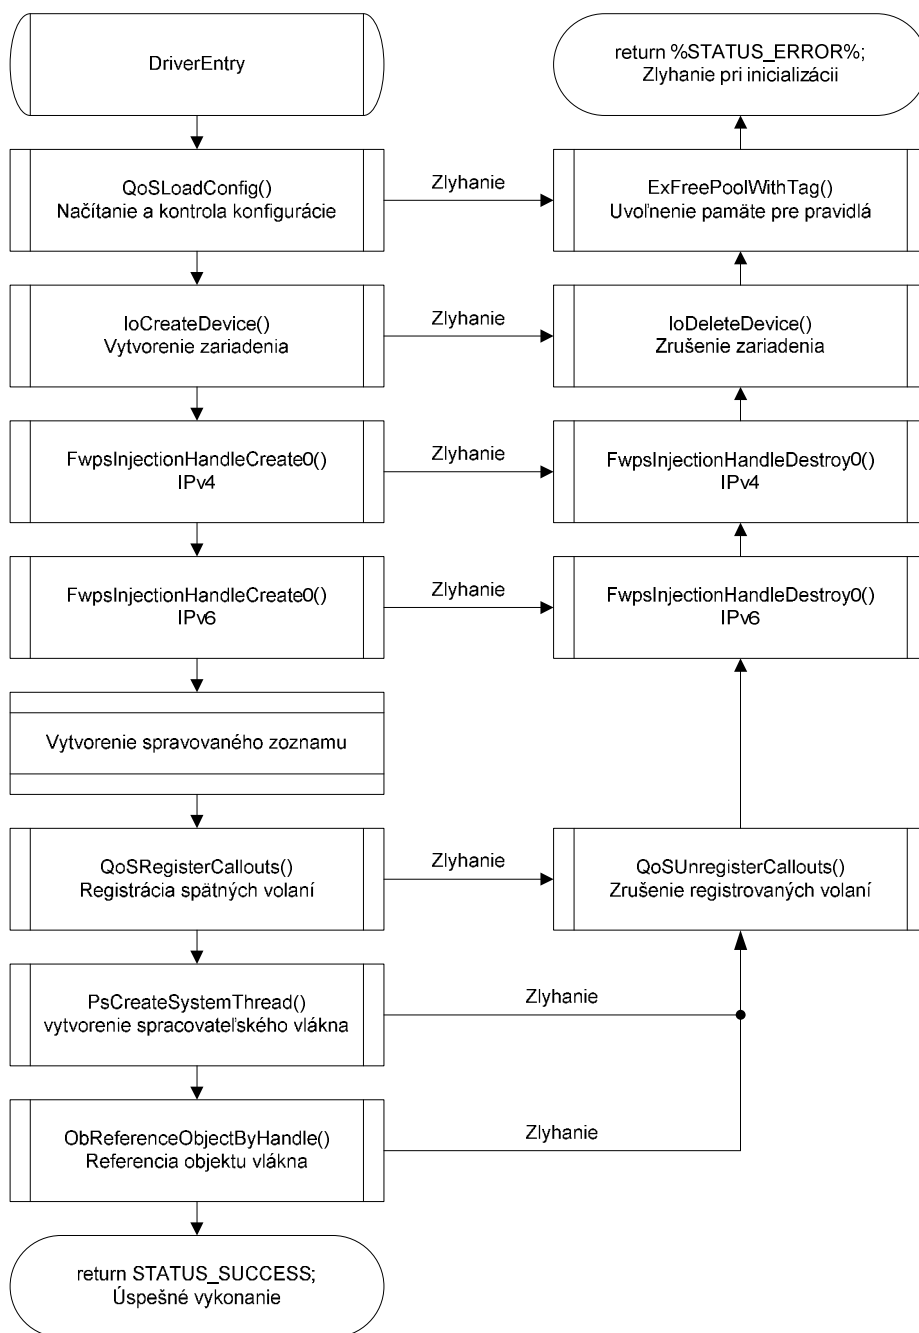 DriverEntry
return %STATUS_ERROR%;
Zlyhanie pri inicializácii
QoSLoadConfig()
Načítanie a kontrola konfigurácie
Zlyhanie
ExFreePoolWithTag()
Uvoľnenie pamäte pre pravidlá
IoCreateDevice()
Vytvorenie zariadenia
Zlyhanie
IoDeleteDevice()
Zrušenie zariadenia
FwpsInjectionHandleCreate0()
IPv4
Zlyhanie
FwpsInjectionHandleDestroy0()
IPv4
FwpsInjectionHandleCreate0()
IPv6
Zlyhanie
FwpsInjectionHandleDestroy0()
IPv6
Vytvorenie spravovaného zoznamu
QoSRegisterCallouts()
Registrácia spätných volaní
Zlyhanie
QoSUnregisterCallouts()
Zrušenie registrovaných volaní
PsCreateSystemThread()
vytvorenie spracovateľského vlákna
Zlyhanie
ObReferenceObjectByHandle()
Referencia objektu vlákna
Zlyhanie
return STATUS_SUCCESS;
Úspešné vykonanie